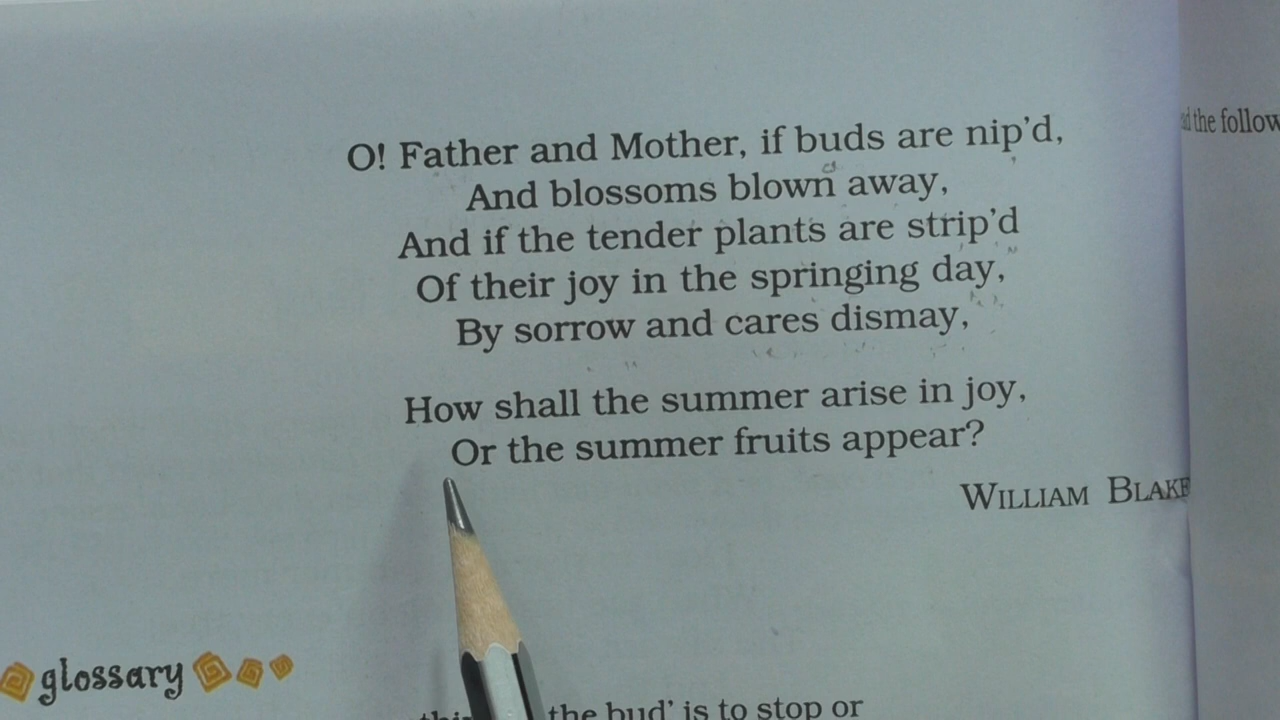 O! Father and Mother, if buds are nip'd,
And blossoms blown away,
And if the tender plants are strip'd
Of their joy in the springing day,
By sorrow and cares dismay,
How shall the summer arise in joy,
Or the summer fruits appear?
WILLIAM BLAKE
glossary
the bud' is to stop or
the follow